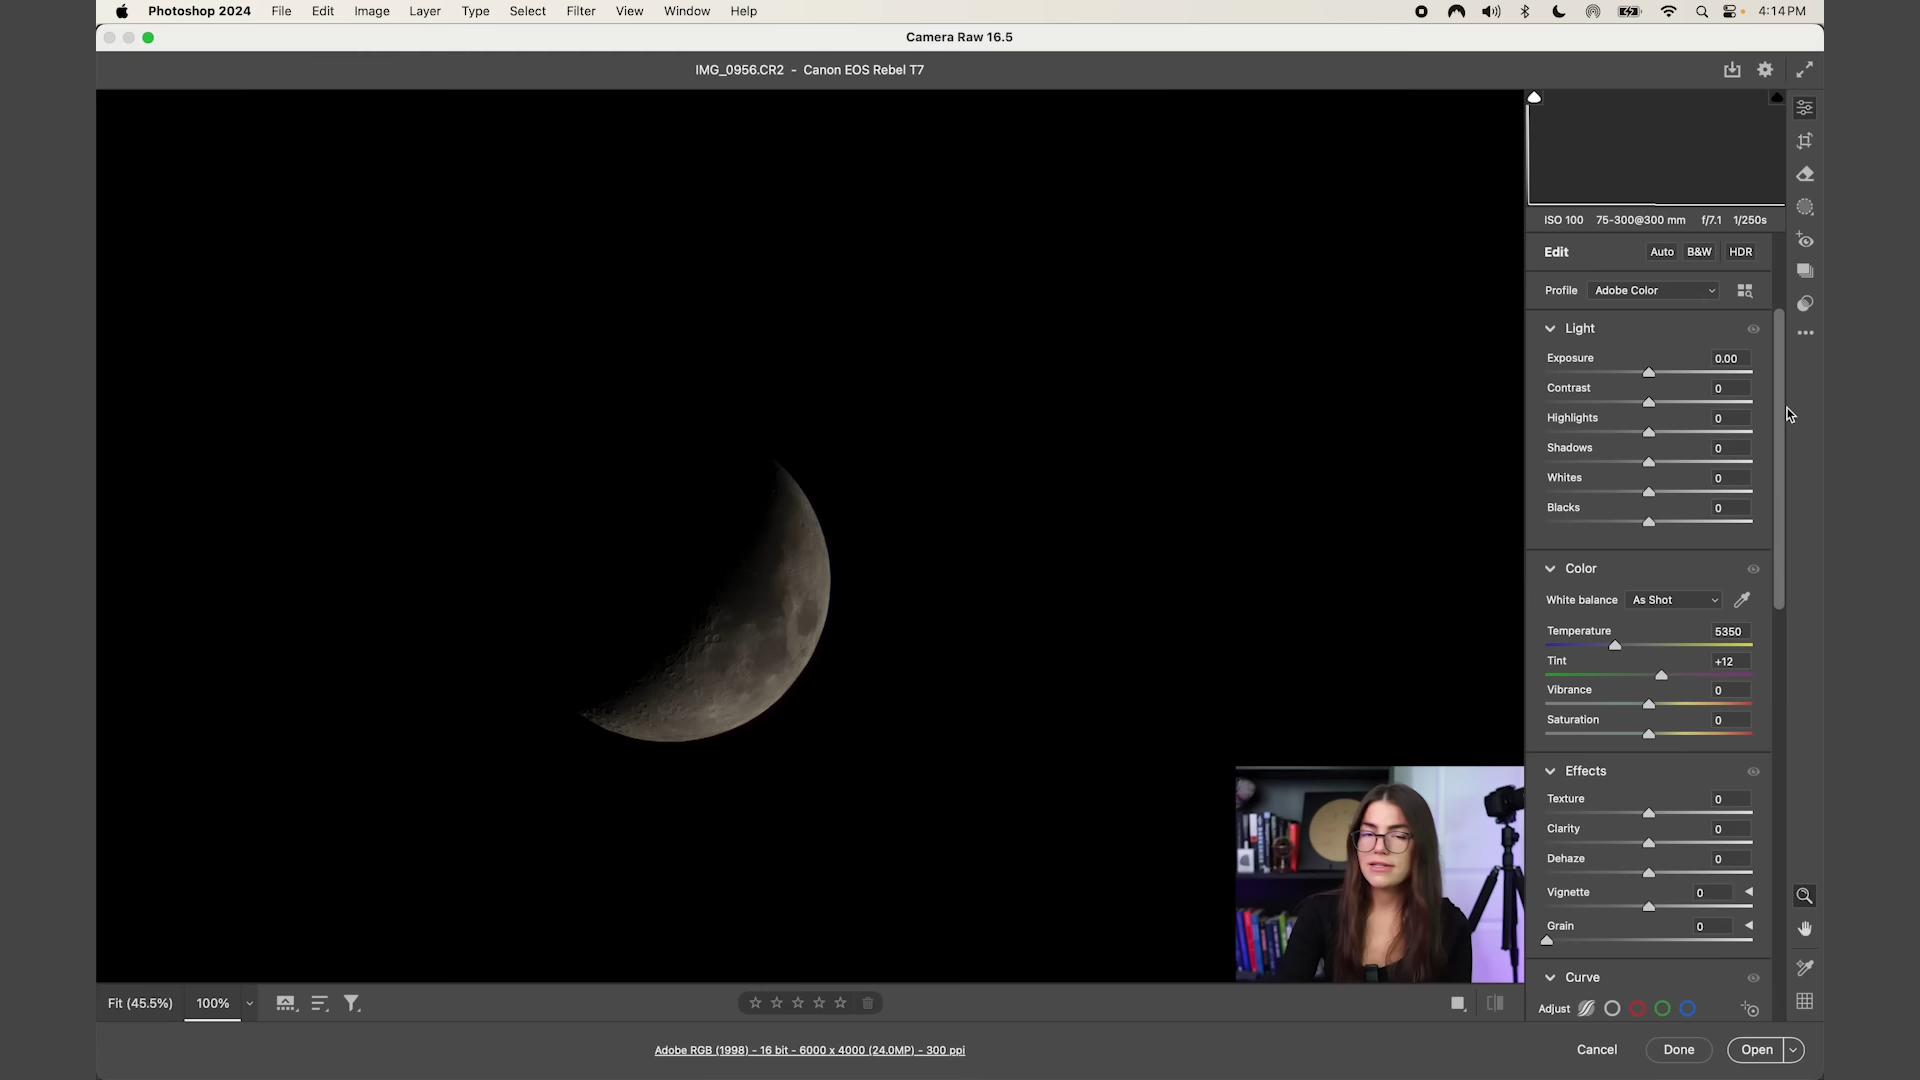 Photoshop 2024 File Edit Image Layer Type Select Filter View Window Help 4:14PM
Camera Raw 16.5
IMG_0956.CR2 - Canon EOS Rebel T7
ISO 100 75-300@300 mm f/7.1 1/250s
Edit Auto B&W HDR
Profile Adobe Color
Light
Exposure 0.00
Contrast 0
Highlights 0
Shadows 0
Whites 0
Blacks 0
Color
White balance As Shot
Temperature 5350
Tint +12
Vibrance 0
Saturation 0
Effects
Texture 0
Clarity 0
Dehaze 0
Vignette 0
Grain 0
Curve
Adjust
Fit (45.5%) 100%
Adobe RGB (1998) - 16 bit - 6000 x 4000 (24.0MP) - 300 ppi
Cancel Done Open